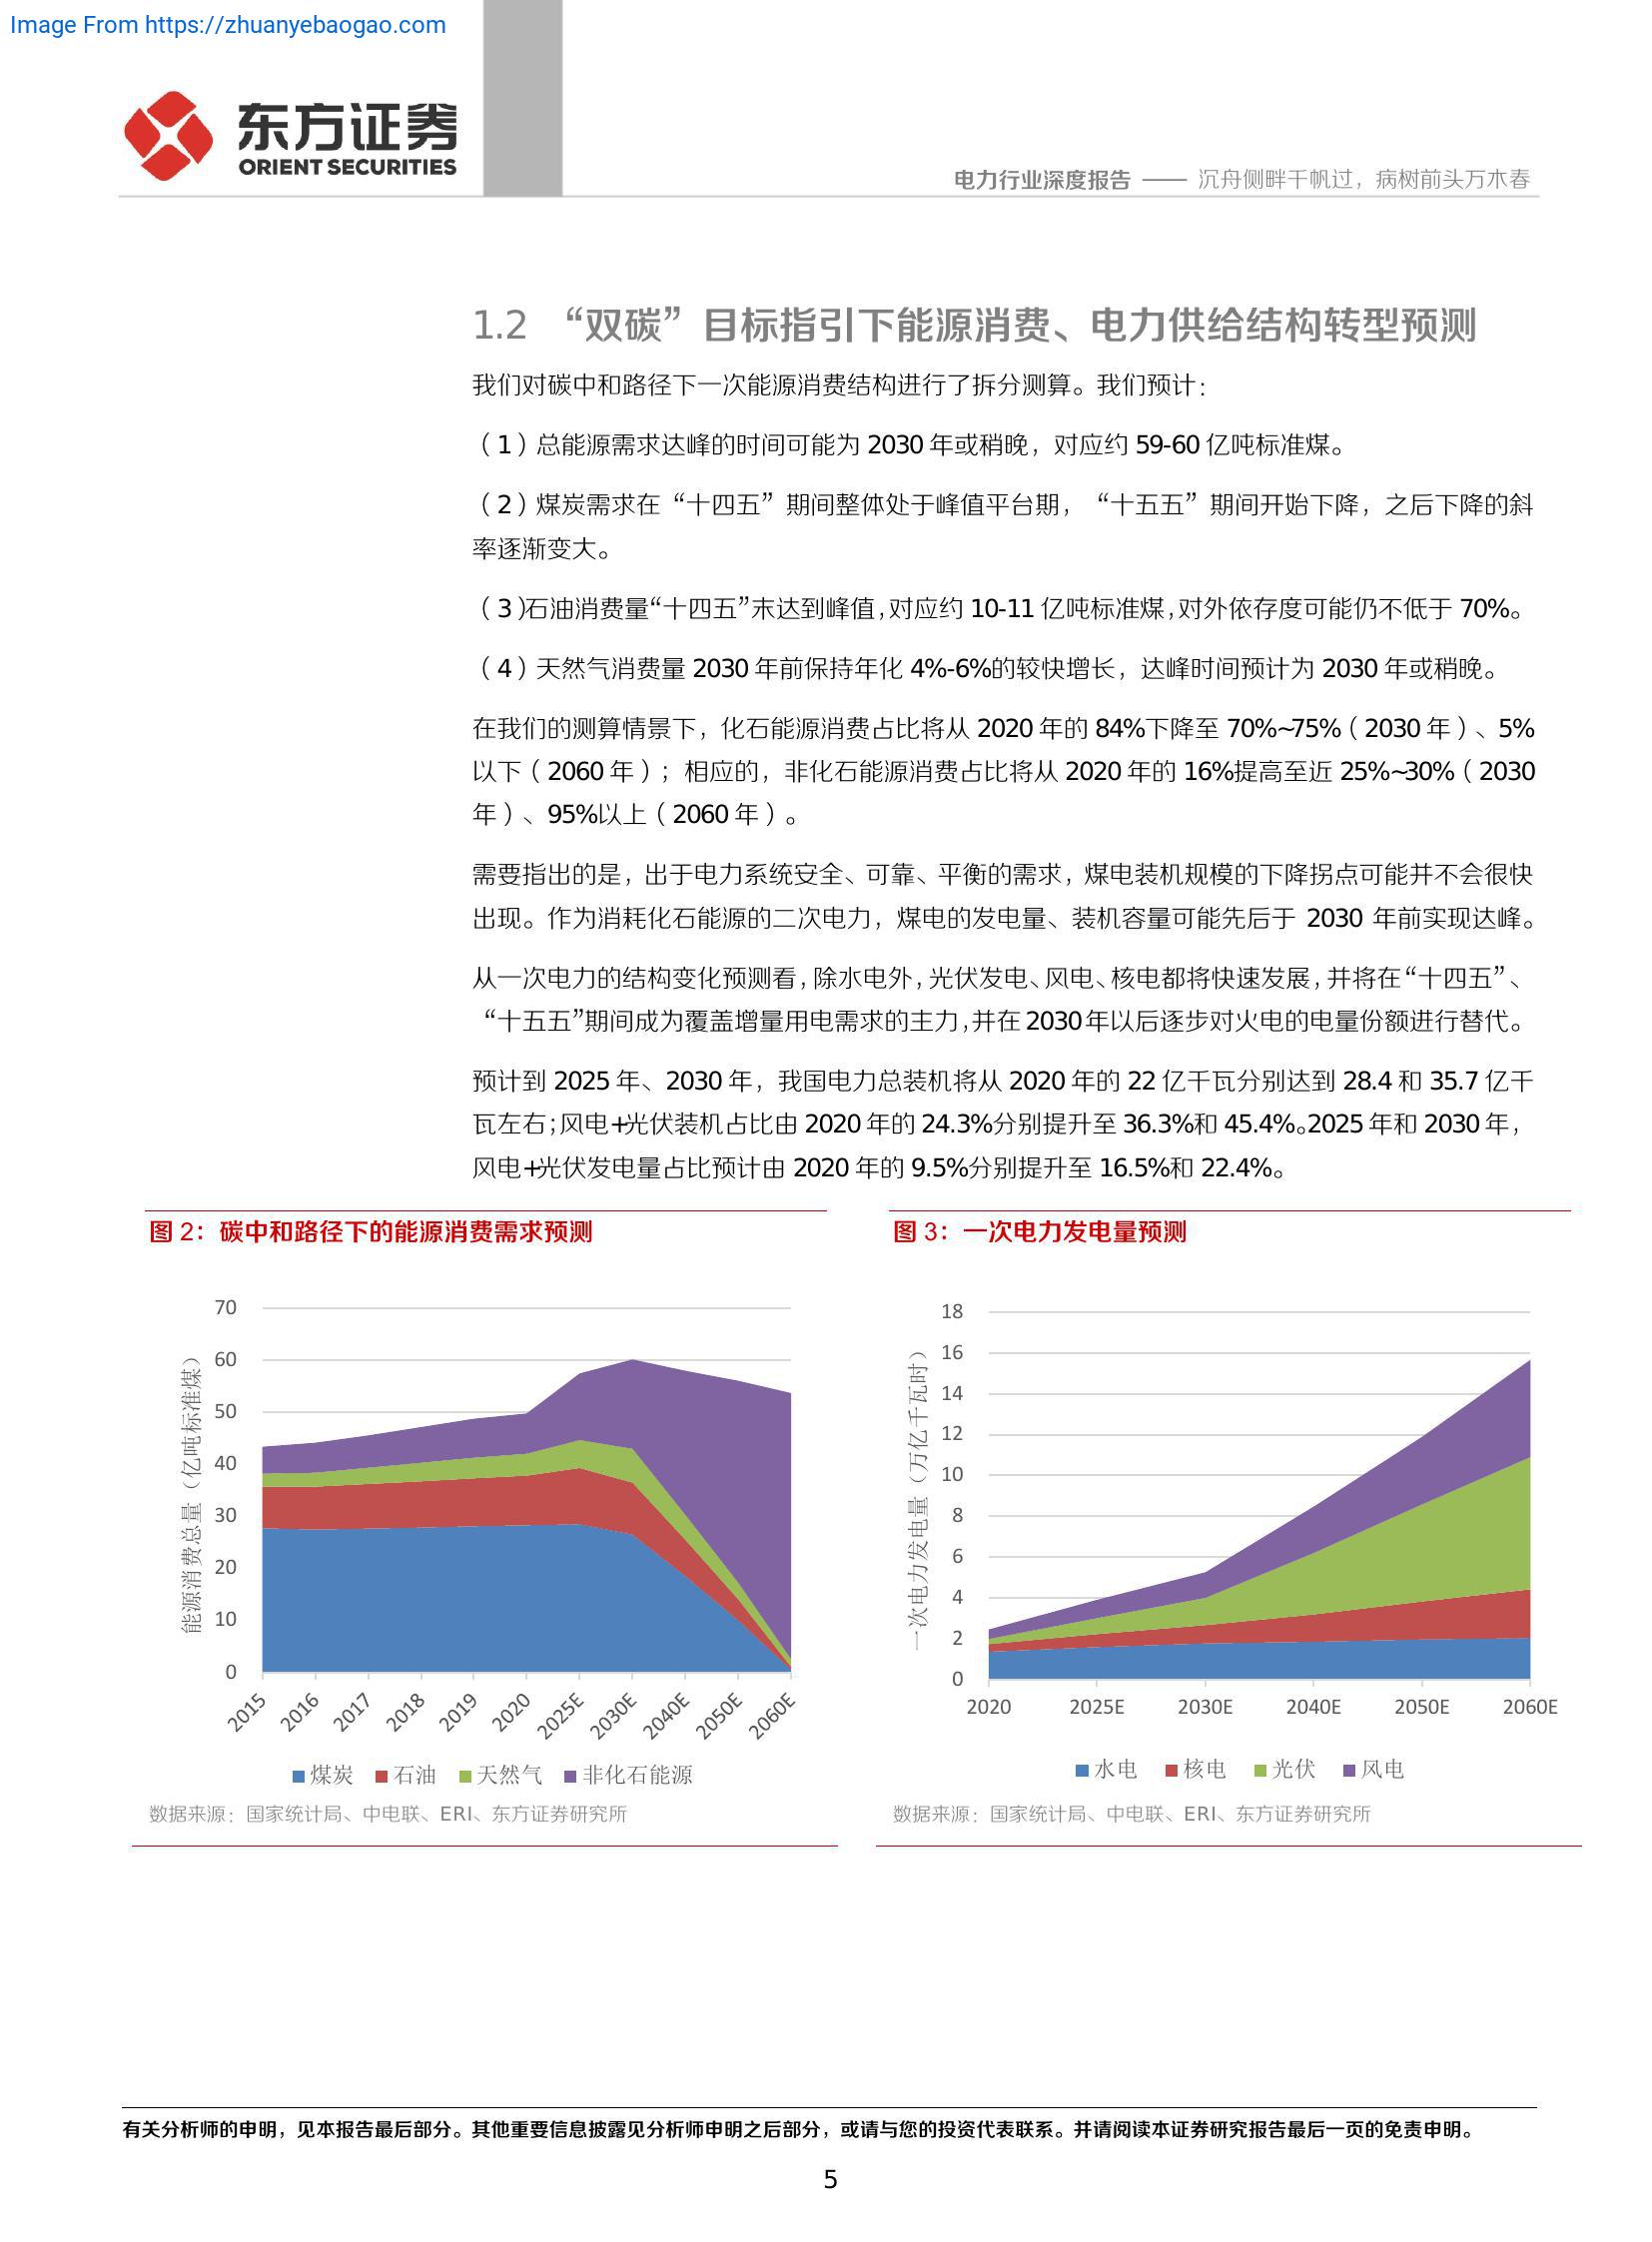 Image From https://zhuanyebaogao.com
东方证券
ORIENT SECURITIES
电力行业深度报告 —— 沉舟侧畔千帆过，病树前头万木春
1.2 “双碳”目标指引下能源消费、电力供给结构转型预测
我们对碳中和路径下一次能源消费结构进行了拆分测算。我们预计：
（1）总能源需求达峰的时间可能为 2030 年或稍晚，对应约 59-60 亿吨标准煤。
（2）煤炭需求在“十四五”期间整体处于峰值平台期，“十五五”期间开始下降，之后下降的斜
率逐渐变大。
（3）石油消费量“十四五”末达到峰值，对应约 10-11 亿吨标准煤，对外依存度可能仍不低于 70%。
（4）天然气消费量 2030 年前保持年化 4%-6%的较快增长，达峰时间预计为 2030 年或稍晚。
在我们的测算情景下，化石能源消费占比将从 2020 年的 84%下降至 70%~75%（2030 年）、5%
以下（2060 年）；相应的，非化石能源消费占比将从 2020 年的 16%提高至近 25%~30%（2030
年）、95%以上（2060 年）。
需要指出的是，出于电力系统安全、可靠、平衡的需求，煤电装机规模的下降拐点可能并不会很快
出现。作为消耗化石能源的二次电力，煤电的发电量、装机容量可能先后于 2030 年前实现达峰。
从一次电力的结构变化预测看，除水电外，光伏发电、风电、核电都将快速发展，并将在“十四五”、
“十五五”期间成为覆盖增量用电需求的主力，并在 2030 年以后逐步对火电的电量份额进行替代。
预计到 2025 年、2030 年，我国电力总装机将从 2020 年的 22 亿千瓦分别达到 28.4 和 35.7 亿千
瓦左右；风电+光伏装机占比由 2020 年的 24.3%分别提升至 36.3%和 45.4%。2025 年和 2030 年，
风电+光伏发电量占比预计由 2020 年的 9.5%分别提升至 16.5%和 22.4%。
图 2：碳中和路径下的能源消费需求预测
能源消费总量（亿吨标准煤）
70
60
50
40
30
20
10
0
2015 2016 2017 2018 2019 2020 2025E 2030E 2040E 2050E 2060E
煤炭 石油 天然气 非化石能源
数据来源：国家统计局、中电联、ERI、东方证券研究所
图 3：一次电力发电量预测
一次电力发电量（万亿千瓦时）
18
16
14
12
10
8
6
4
2
0
2020 2025E 2030E 2040E 2050E 2060E
水电 核电 光伏 风电
数据来源：国家统计局、中电联、ERI、东方证券研究所
有关分析师的申明，见本报告最后部分。其他重要信息披露见分析师申明之后部分，或请与您的投资代表联系。并请阅读本证券研究报告最后一页的免责申明。
5